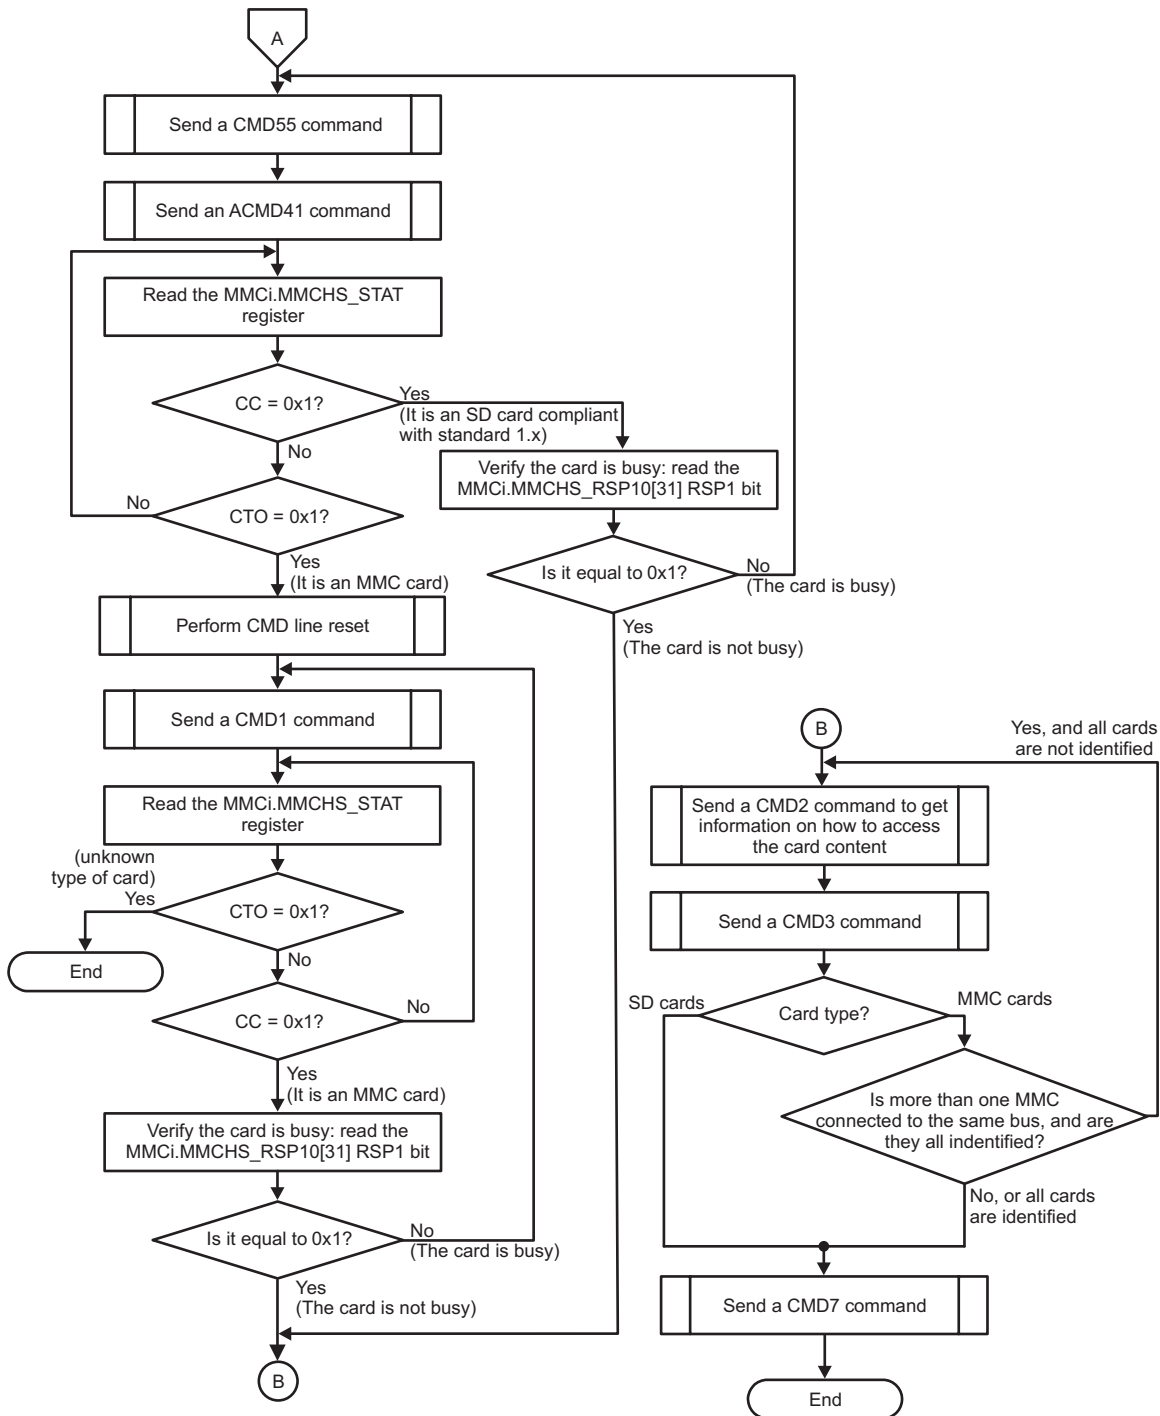 A
Send a CMD55 command
Send an ACMD41 command
Read the MMCi.MMCHS_STAT
register
CC = 0x1?
Yes
(It is an SD card compliant
with standard 1.x)
No
Verify the card is busy: read the
MMCi.MMCHS_RSP10[31] RSP1 bit
No
CTO = 0x1?
Yes
(It is an MMC card)
Is it equal to 0x1?
No
(The card is busy)
Yes
(The card is not busy)
Perform CMD line reset
Send a CMD1 command
Read the MMCi.MMCHS_STAT
register
(unknown
type of card)
Yes
CTO = 0x1?
End
No
CC = 0x1?
No
Yes
(It is an MMC card)
Verify the card is busy: read the
MMCi.MMCHS_RSP10[31] RSP1 bit
Is it equal to 0x1?
No
(The card is busy)
Yes
(The card is not busy)
B
B
Yes, and all cards
are not identified
Send a CMD2 command to get
information on how to access
the card content
Send a CMD3 command
SD cards
Card type?
MMC cards
Is more than one MMC
connected to the same bus, and are
they all indentified?
No, or all cards
are identified
Send a CMD7 command
End